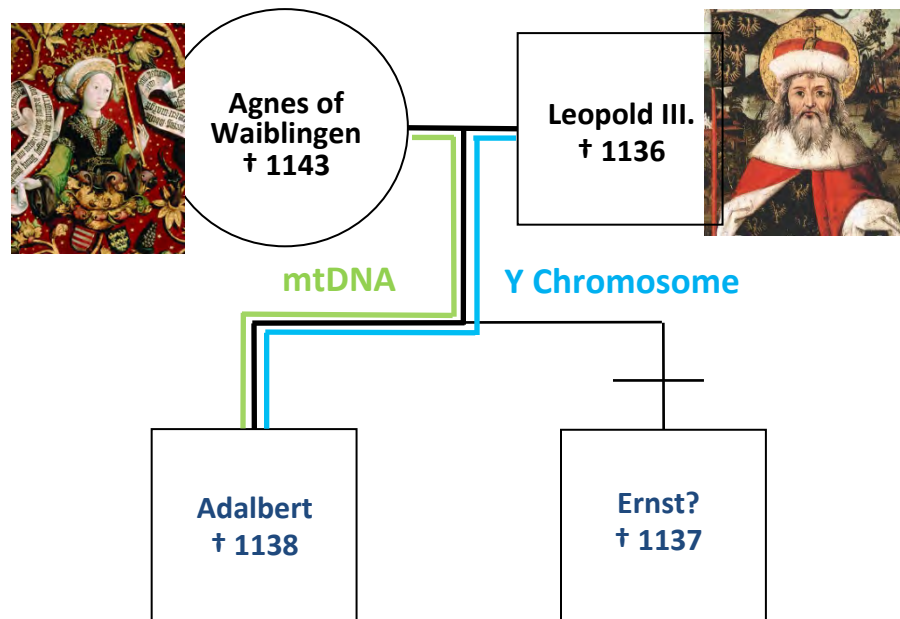 Agnes of
Waiblingen
† 1143
Leopold III.
† 1136
mtDNA
Y Chromosome
Adalbert
† 1138
Ernst?
† 1137